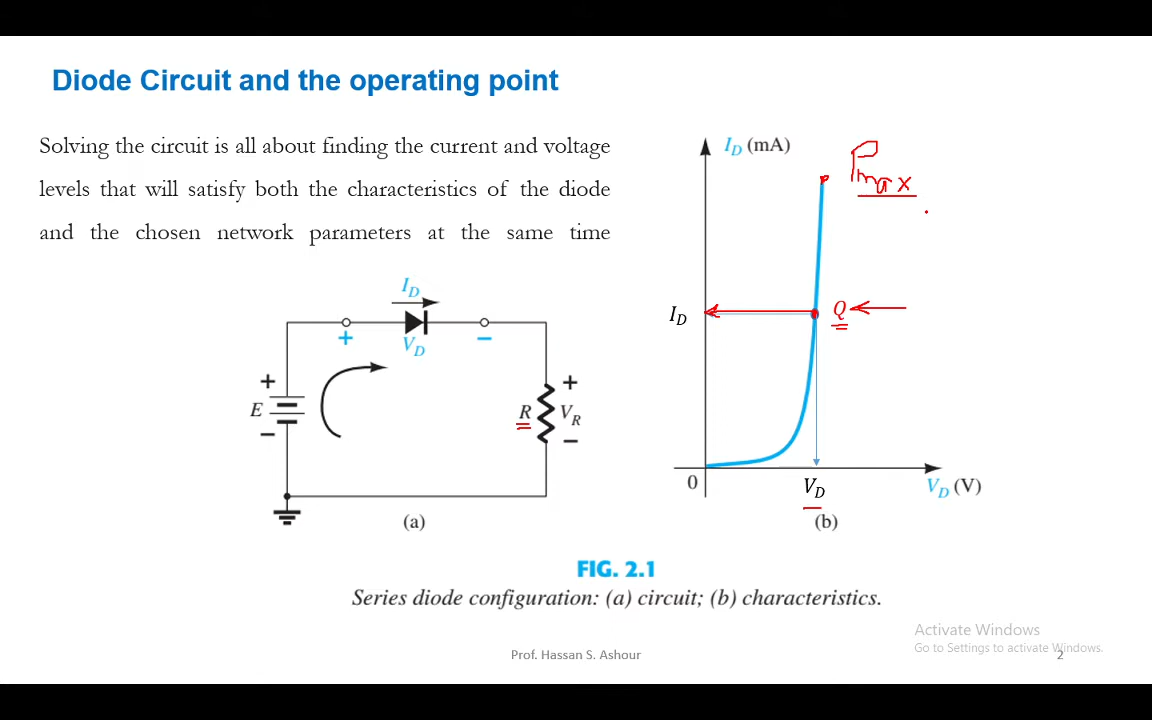 Diode Circuit and the operating point
Solving the circuit is all about finding the current and voltage
levels that will satisfy both the characteristics of the diode
and the chosen network parameters at the same time
I_D
+
V_D
−
+
E
−
R
+
V_R
−
(a)
I_D (mA)
Pmax
I_D
Q
0
V_D
V_D (V)
(b)
FIG. 2.1
Series diode configuration: (a) circuit; (b) characteristics.
Activate Windows
Go to Settings to activate Windows.
Prof. Hassan S. Ashour
2